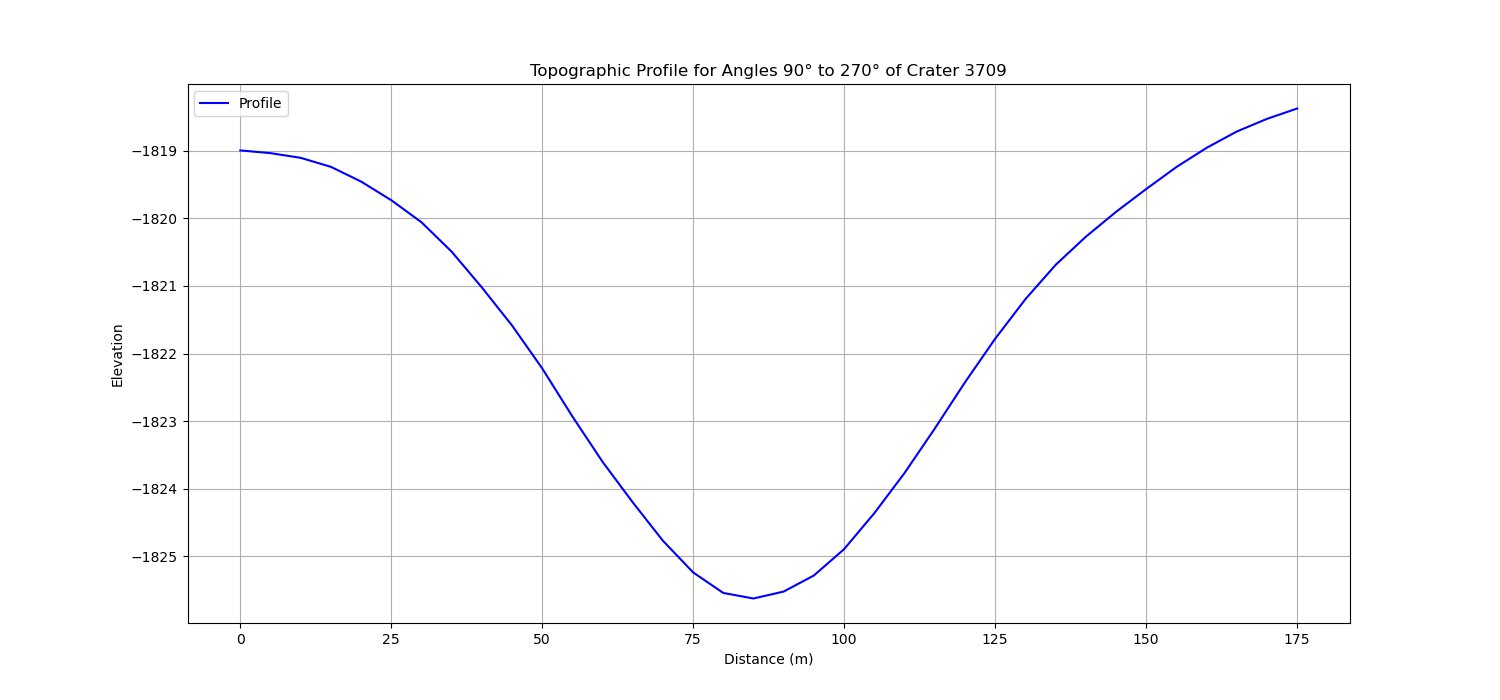 Topographic Profile for Angles 90° to 270° of Crater 3709
Profile
−1819
−1820
−1821
−1822
−1823
−1824
−1825
Elevation
0 25 50 75 100 125 150 175
Distance (m)